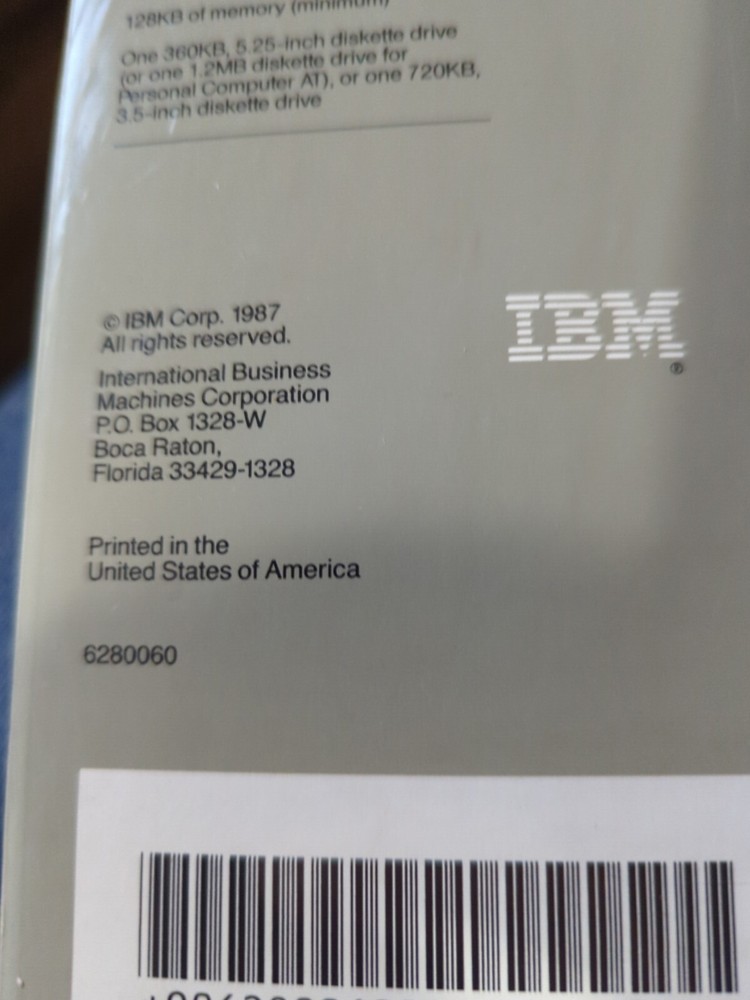 128KB of memory (minimum)
One 360KB, 5.25-inch diskette drive
(or one 1.2MB diskette drive for
Personal Computer AT), or one 720KB,
3.5-inch diskette drive
© IBM Corp. 1987
All rights reserved.
IBM®
International Business
Machines Corporation
P.O. Box 1328-W
Boca Raton,
Florida 33429-1328
Printed in the
United States of America
6280060